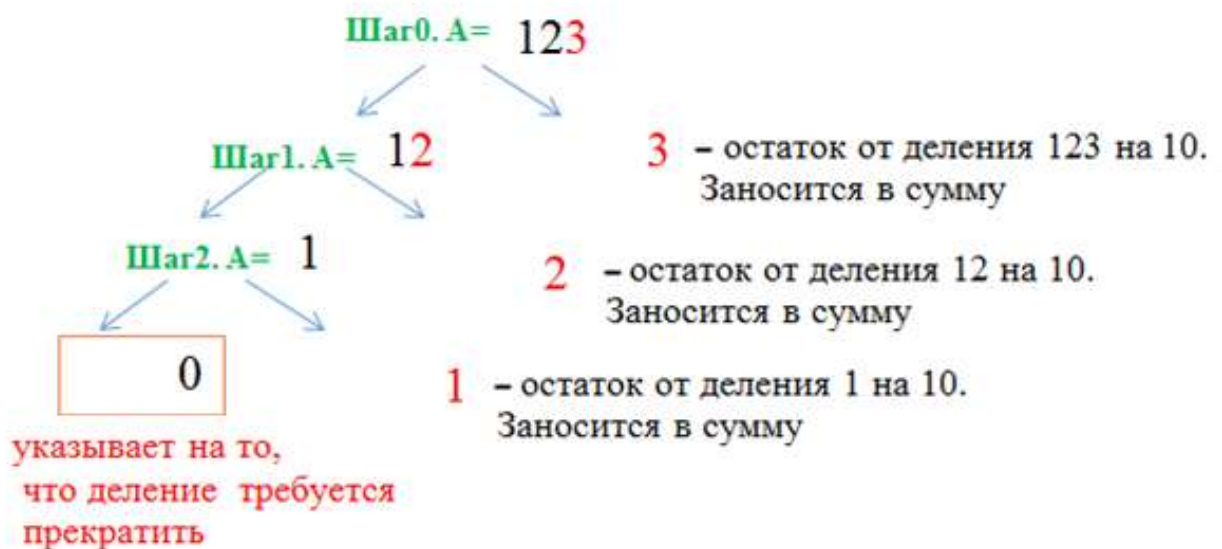 Шаг0. А= 123
Шаг1. А= 12
3 – остаток от деления 123 на 10.
Заносится в сумму
Шаг2. А= 1
2 – остаток от деления 12 на 10.
Заносится в сумму
0
1 – остаток от деления 1 на 10.
Заносится в сумму
указывает на то,
что деление требуется
прекратить